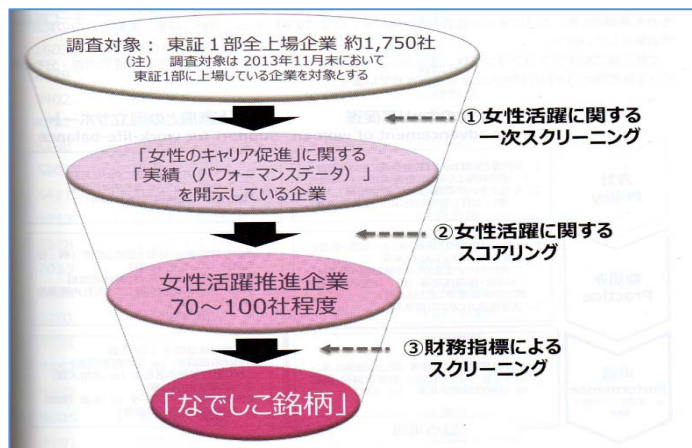 調査対象： 東証１部全上場企業 約1,750社
（注） 調査対象は 2013年11月末において
東証1部に上場している企業を対象とする
①女性活躍に関する
一次スクリーニング
「女性のキャリア促進」に関する
「実績（パフォーマンスデータ）」
を開示している企業
②女性活躍に関する
スコアリング
女性活躍推進企業
70～100社程度
③財務指標による
スクリーニング
「なでしこ銘柄」